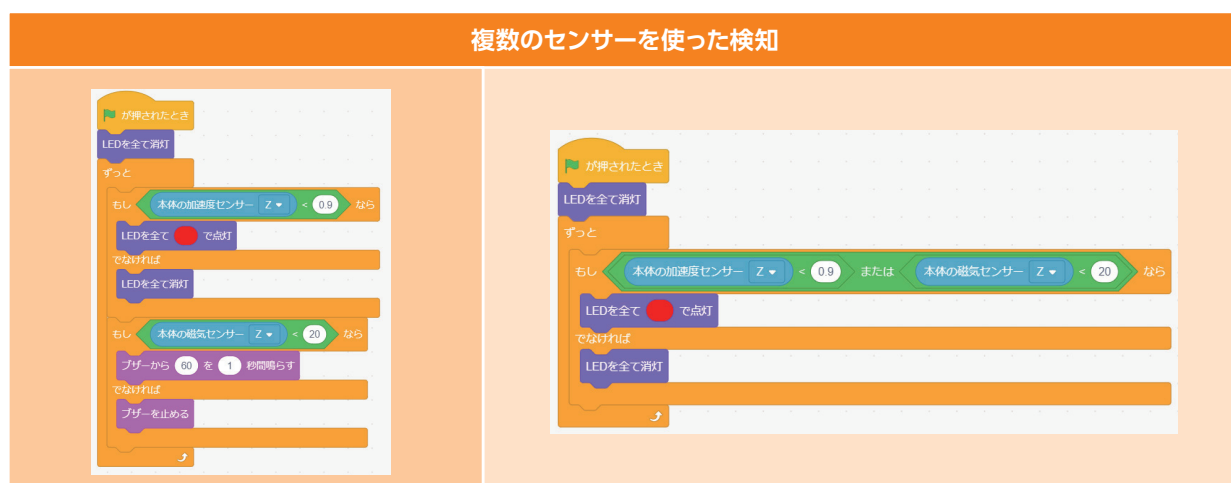 複数のセンサーを使った検知
が押されたとき
LEDを全て消灯
ずっと
もし 本体の加速度センサー Z < 0.9 なら
LEDを全て で点灯
でなければ
LEDを全て消灯
もし 本体の磁気センサー Z < 20 なら
ブザーから 60 を 1 秒間鳴らす
でなければ
ブザーを止める
が押されたとき
LEDを全て消灯
ずっと
もし 本体の加速度センサー Z < 0.9 または 本体の磁気センサー Z < 20 なら
LEDを全て で点灯
でなければ
LEDを全て消灯